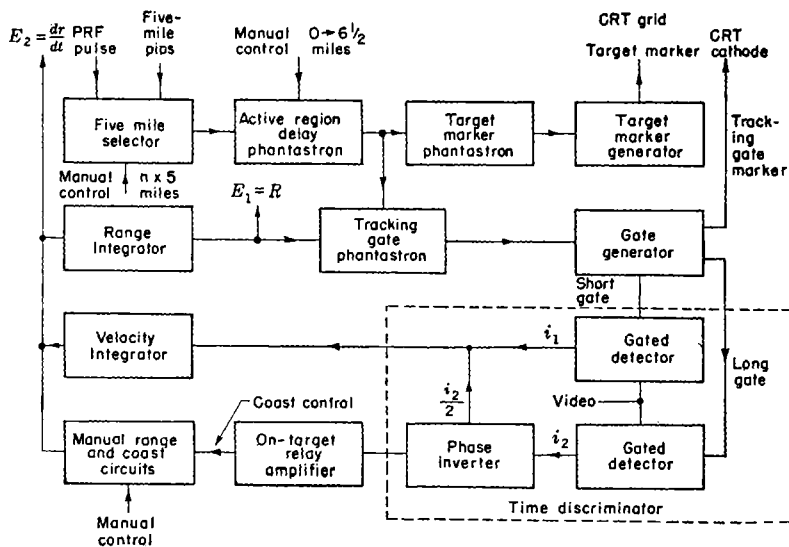 CRT grid
Target marker
CRT
cathode
E₂ = dr/dt
PRF
pulse
Five-
mile
pips
Manual
control
0→6 1/2
miles
Five mile
selector
Active region
delay
phantastron
Target
marker
phantastron
Target
marker
generator
Track-
ing
gate
marker
Manual
control
n x 5
miles
E₁ = R
Range
Integrator
Tracking
gate
phantastron
Gate
generator
Short
gate
Velocity
Integrator
i₁
Gated
detector
Long
gate
i₂/2
Video
Coast control
Manual range
and coast
circuits
On-target
relay
amplifier
Phase
inverter
i₂
Gated
detector
Time discriminator
Manual
control